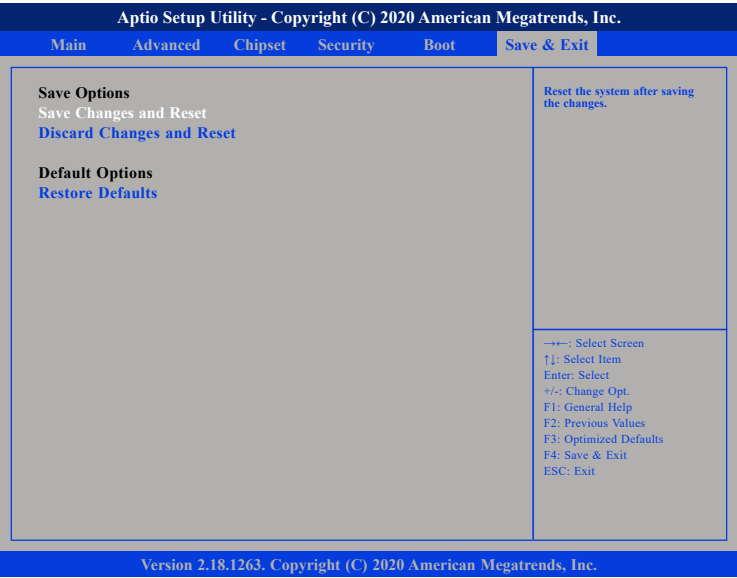 Aptio Setup Utility - Copyright (C) 2020 American Megatrends, Inc.
Main Advanced Chipset Security Boot Save & Exit
Save Options
Save Changes and Reset
Discard Changes and Reset
Default Options
Restore Defaults
Reset the system after saving
the changes.
→←: Select Screen
↑↓: Select Item
Enter: Select
+/-: Change Opt.
F1: General Help
F2: Previous Values
F3: Optimized Defaults
F4: Save & Exit
ESC: Exit
Version 2.18.1263. Copyright (C) 2020 American Megatrends, Inc.